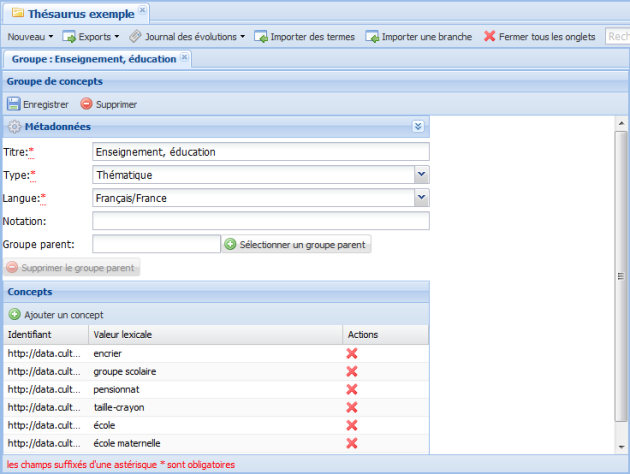 Thésaurus exemple
Nouveau Exports Journal des évolutions Importer des termes Importer une branche Fermer tous les onglets Rech
Groupe : Enseignement, éducation
Groupe de concepts
Enregistrer Supprimer
Métadonnées
Titre:* Enseignement, éducation
Type:* Thématique
Langue:* Français/France
Notation:
Groupe parent: Sélectionner un groupe parent
Supprimer le groupe parent
Concepts
Ajouter un concept
Identifiant Valeur lexicale Actions
http://data.cult... encrier
http://data.cult... groupe scolaire
http://data.cult... pensionnat
http://data.cult... taille-crayon
http://data.cult... école
http://data.cult... école maternelle
les champs suffixés d'une astérisque * sont obligatoires